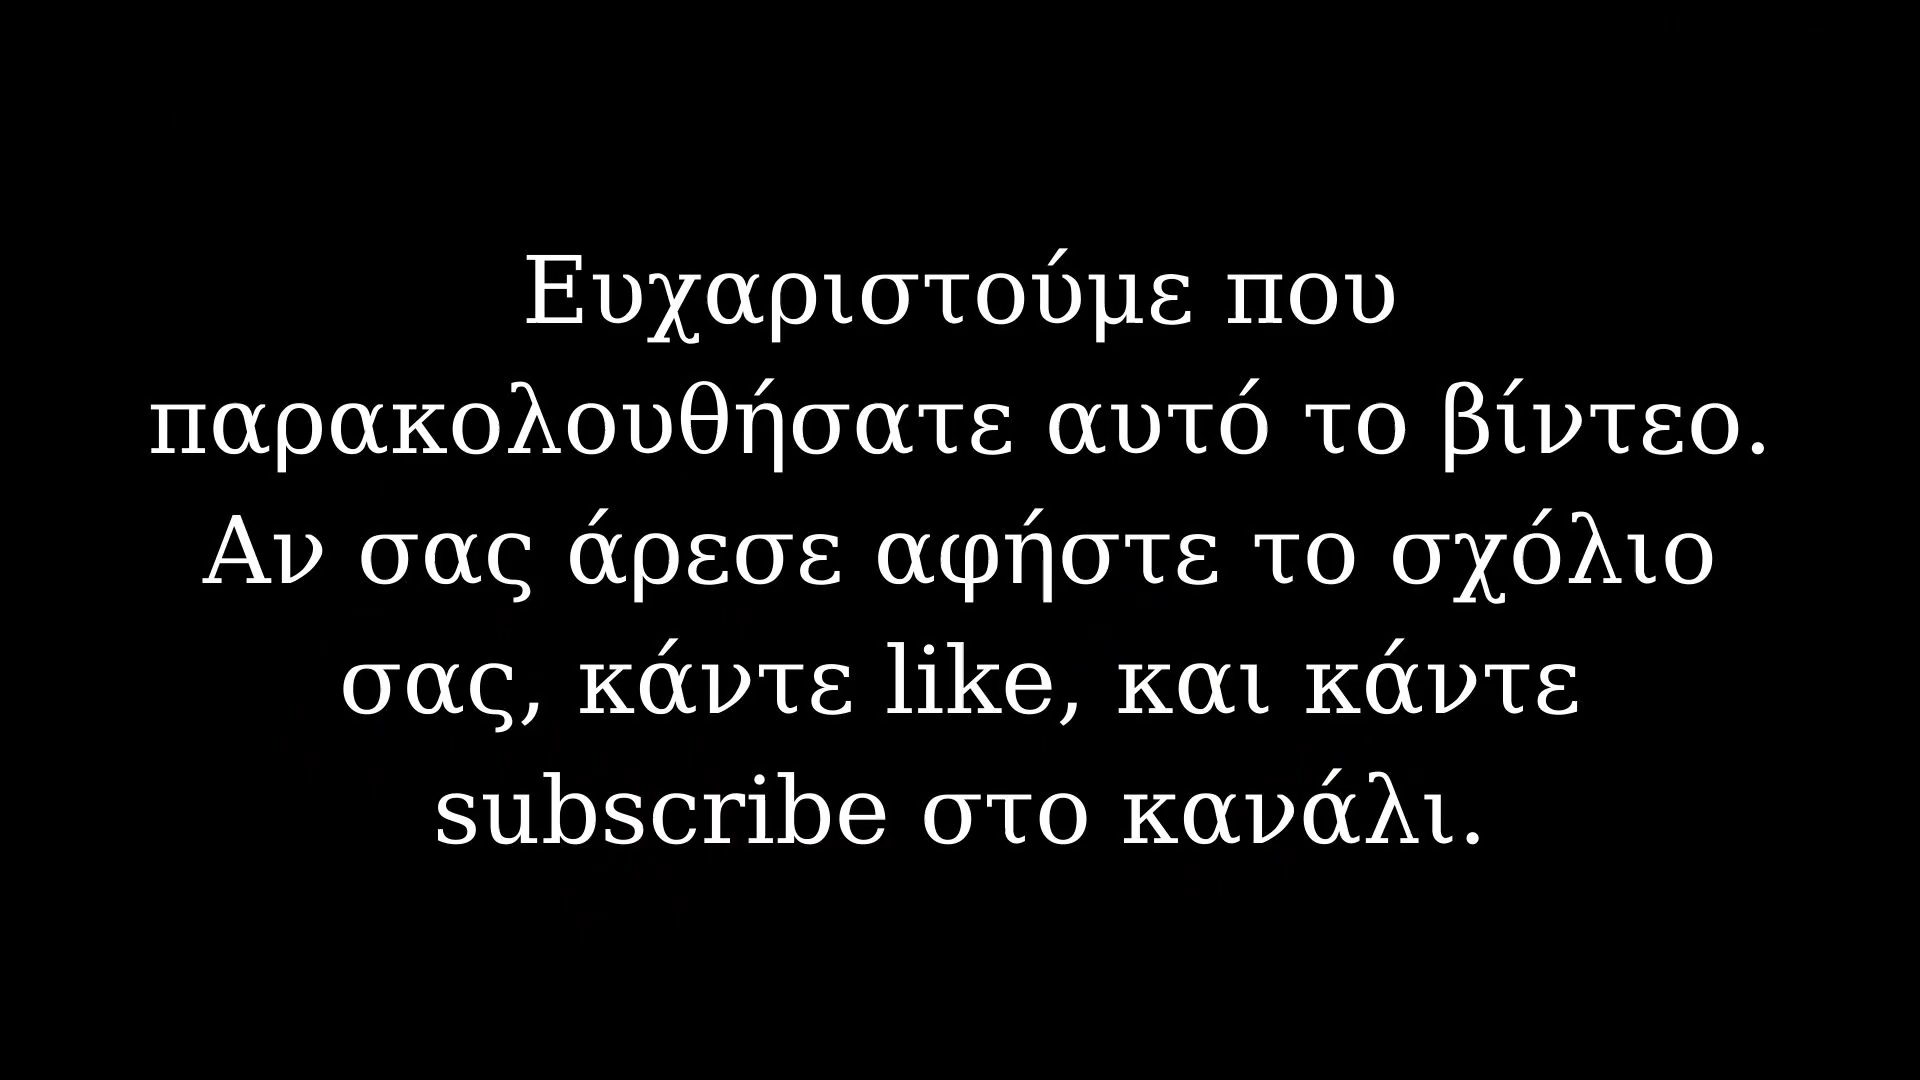 Ευχαριστούμε που
παρακολουθήσατε αυτό το βίντεο.
Αν σας άρεσε αφήστε το σχόλιο
σας, κάντε like, και κάντε
subscribe στο κανάλι.